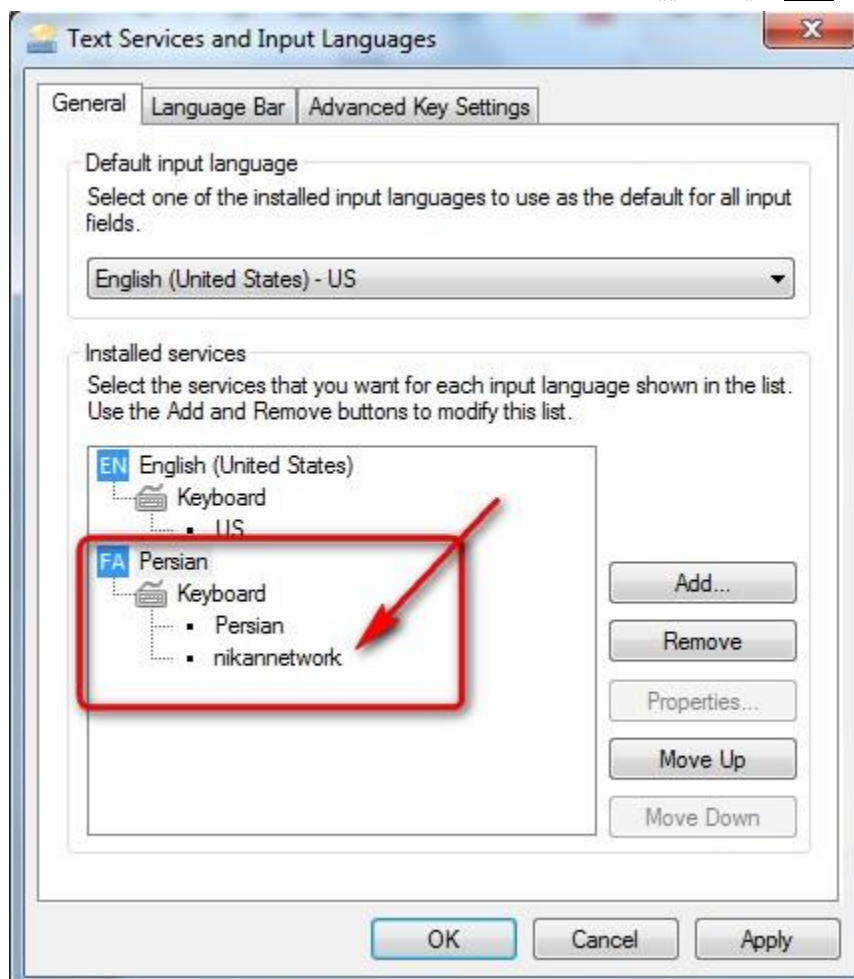 Text Services and Input Languages
General
Language Bar
Advanced Key Settings
Default input language
Select one of the installed input languages to use as the default for all input
fields.
English (United States) - US
Installed services
Select the services that you want for each input language shown in the list.
Use the Add and Remove buttons to modify this list.
EN English (United States)
Keyboard
US
FA Persian
Keyboard
Persian
nikannetwork
Add...
Remove
Properties...
Move Up
Move Down
OK
Cancel
Apply